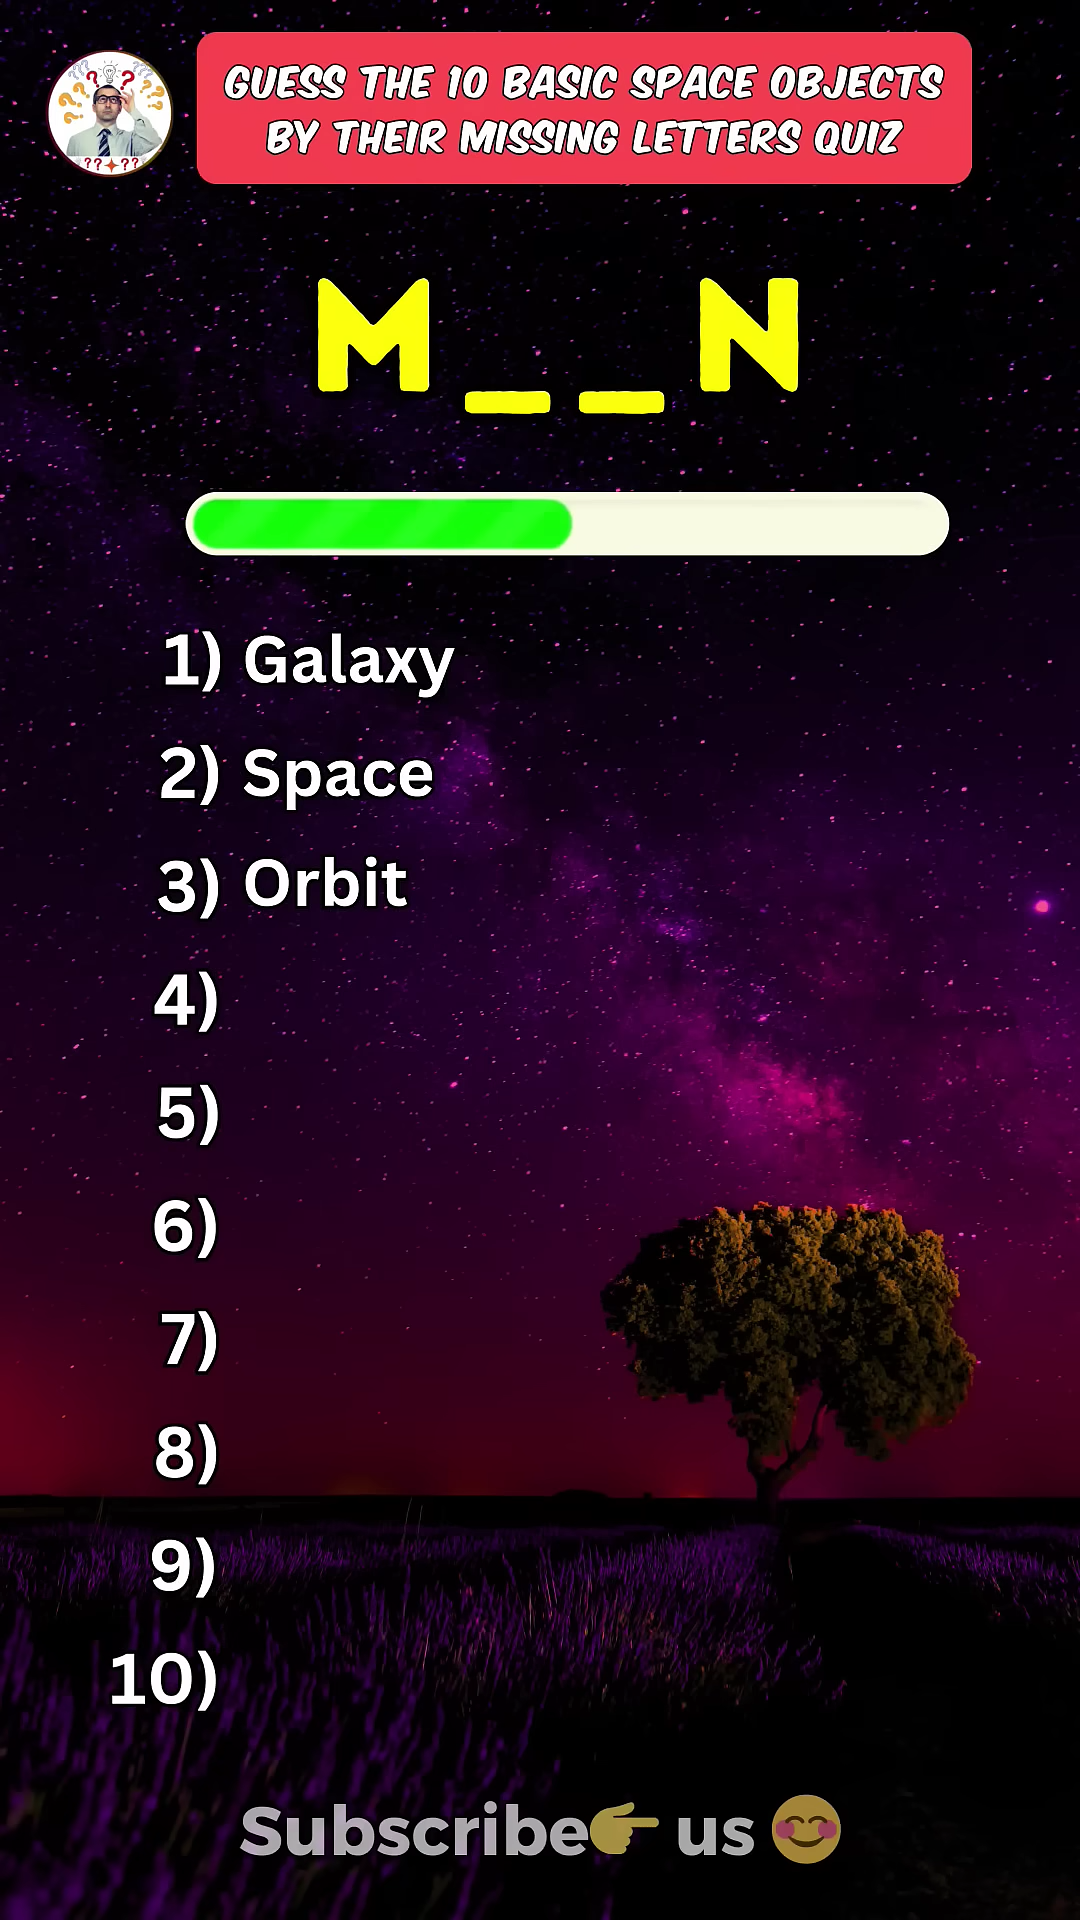 GUESS THE 10 BASIC SPACE OBJECTS
BY THEIR MISSING LETTERS QUIZ
M__N
1) Galaxy
2) Space
3) Orbit
4)
5)
6)
7)
8)
9)
10)
Subscribe👉 us 😊